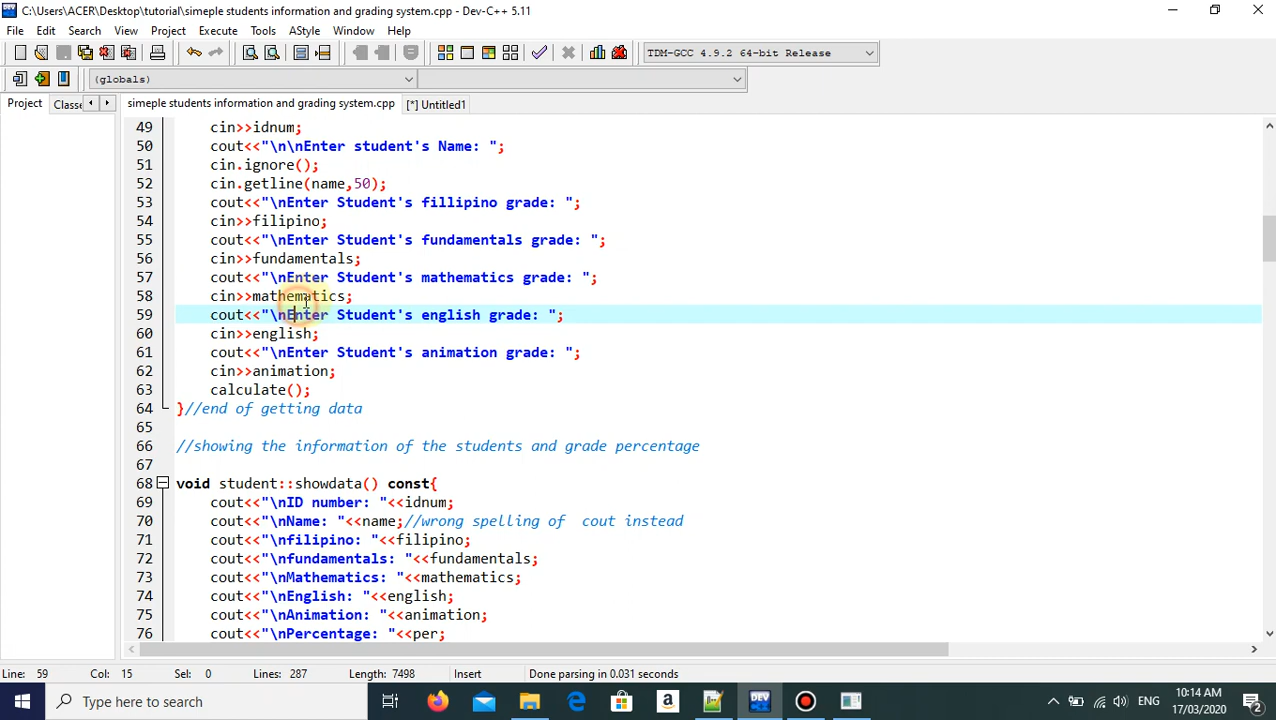 C:\Users\ACER\Desktop\tutorial\simeple students information and grading system.cpp - Dev-C++ 5.11
File Edit Search View Project Execute Tools AStyle Window Help
TDM-GCC 4.9.2 64-bit Release
(globals)
Project Classe simeple students information and grading system.cpp [*] Untitled1
49 cin>>idnum;
50 cout<<"\n\nEnter student's Name: ";
51 cin.ignore();
52 cin.getline(name,50);
53 cout<<"\nEnter Student's fillipino grade: ";
54 cin>>filipino;
55 cout<<"\nEnter Student's fundamentals grade: ";
56 cin>>fundamentals;
57 cout<<"\nEnter Student's mathematics grade: ";
58 cin>>mathematics;
59 cout<<"\nEnter Student's english grade: ";
60 cin>>english;
61 cout<<"\nEnter Student's animation grade: ";
62 cin>>animation;
63 calculate();
64 }//end of getting data
65
66 //showing the information of the students and grade percentage
67
68 void student::showdata() const{
69 cout<<"\nID number: "<<idnum;
70 cout<<"\nName: "<<name;//wrong spelling of  cout instead
71 cout<<"\nfilipino: "<<filipino;
72 cout<<"\nfundamentals: "<<fundamentals;
73 cout<<"\nMathematics: "<<mathematics;
74 cout<<"\nEnglish: "<<english;
75 cout<<"\nAnimation: "<<animation;
76 cout<<"\nPercentage: "<<per;
Line: 59 Col: 15 Sel: 0 Lines: 287 Length: 7498 Insert Done parsing in 0.031 seconds
Type here to search
ENG
10:14 AM
17/03/2020
2